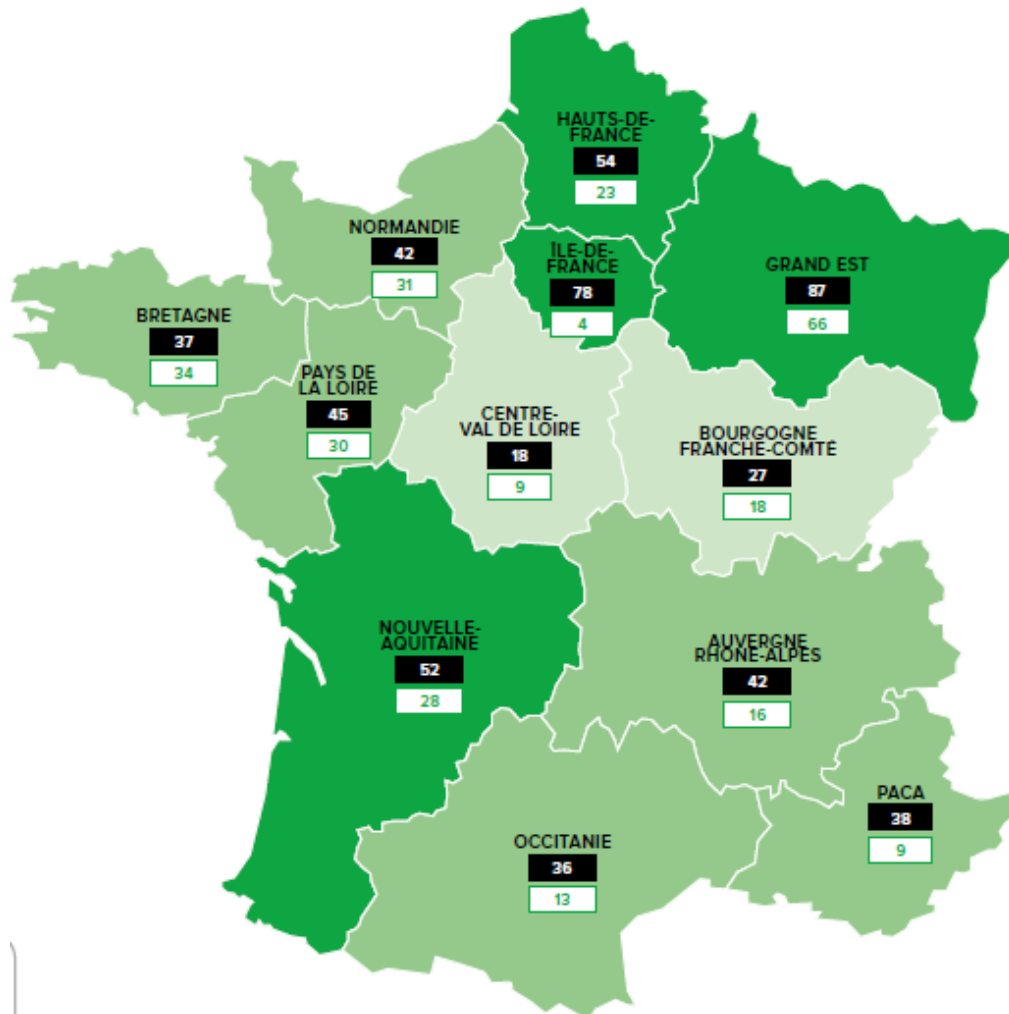 HAUTS-DE-
FRANCE
54
23
NORMANDIE
42
31
ÎLE-DE-
FRANCE
78
4
GRAND EST
87
66
BRETAGNE
37
34
PAYS DE
LA LOIRE
45
30
CENTRE-
VAL DE LOIRE
18
9
BOURGOGNE
FRANCHE-COMTÉ
27
18
NOUVELLE-
AQUITAINE
52
28
AUVERGNE
RHÔNE-ALPES
42
16
PACA
38
9
OCCITANIE
36
13